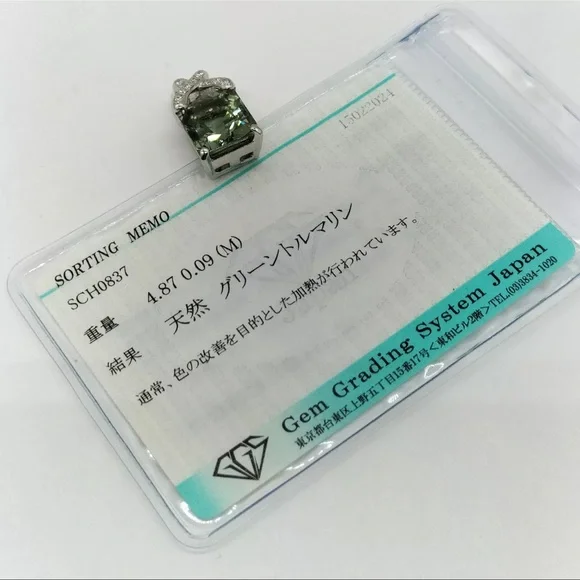 15022024
SORTING MEMO
SCH0837
重量 4.87 0.09 (M)
結果 天然 グリーントルマリン
通常、色の改善を目的とした加熱が行われています。
GGS
Gem Grading System Japan
東京都台東区上野五丁目15番17号＜東和ビル2階＞TEL.(03)3834-1020